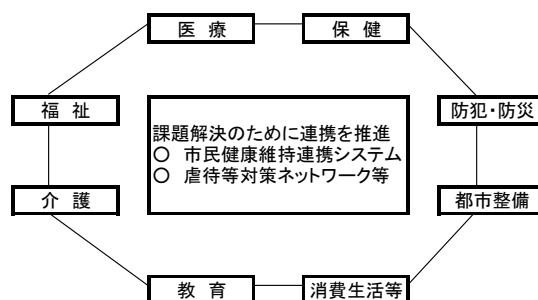 医 療
保 健
福 祉
防犯・防災
課題解決のために連携を推進
○ 市民健康維持連携システム
○ 虐待等対策ネットワーク等
介 護
都市整備
教 育
消費生活等